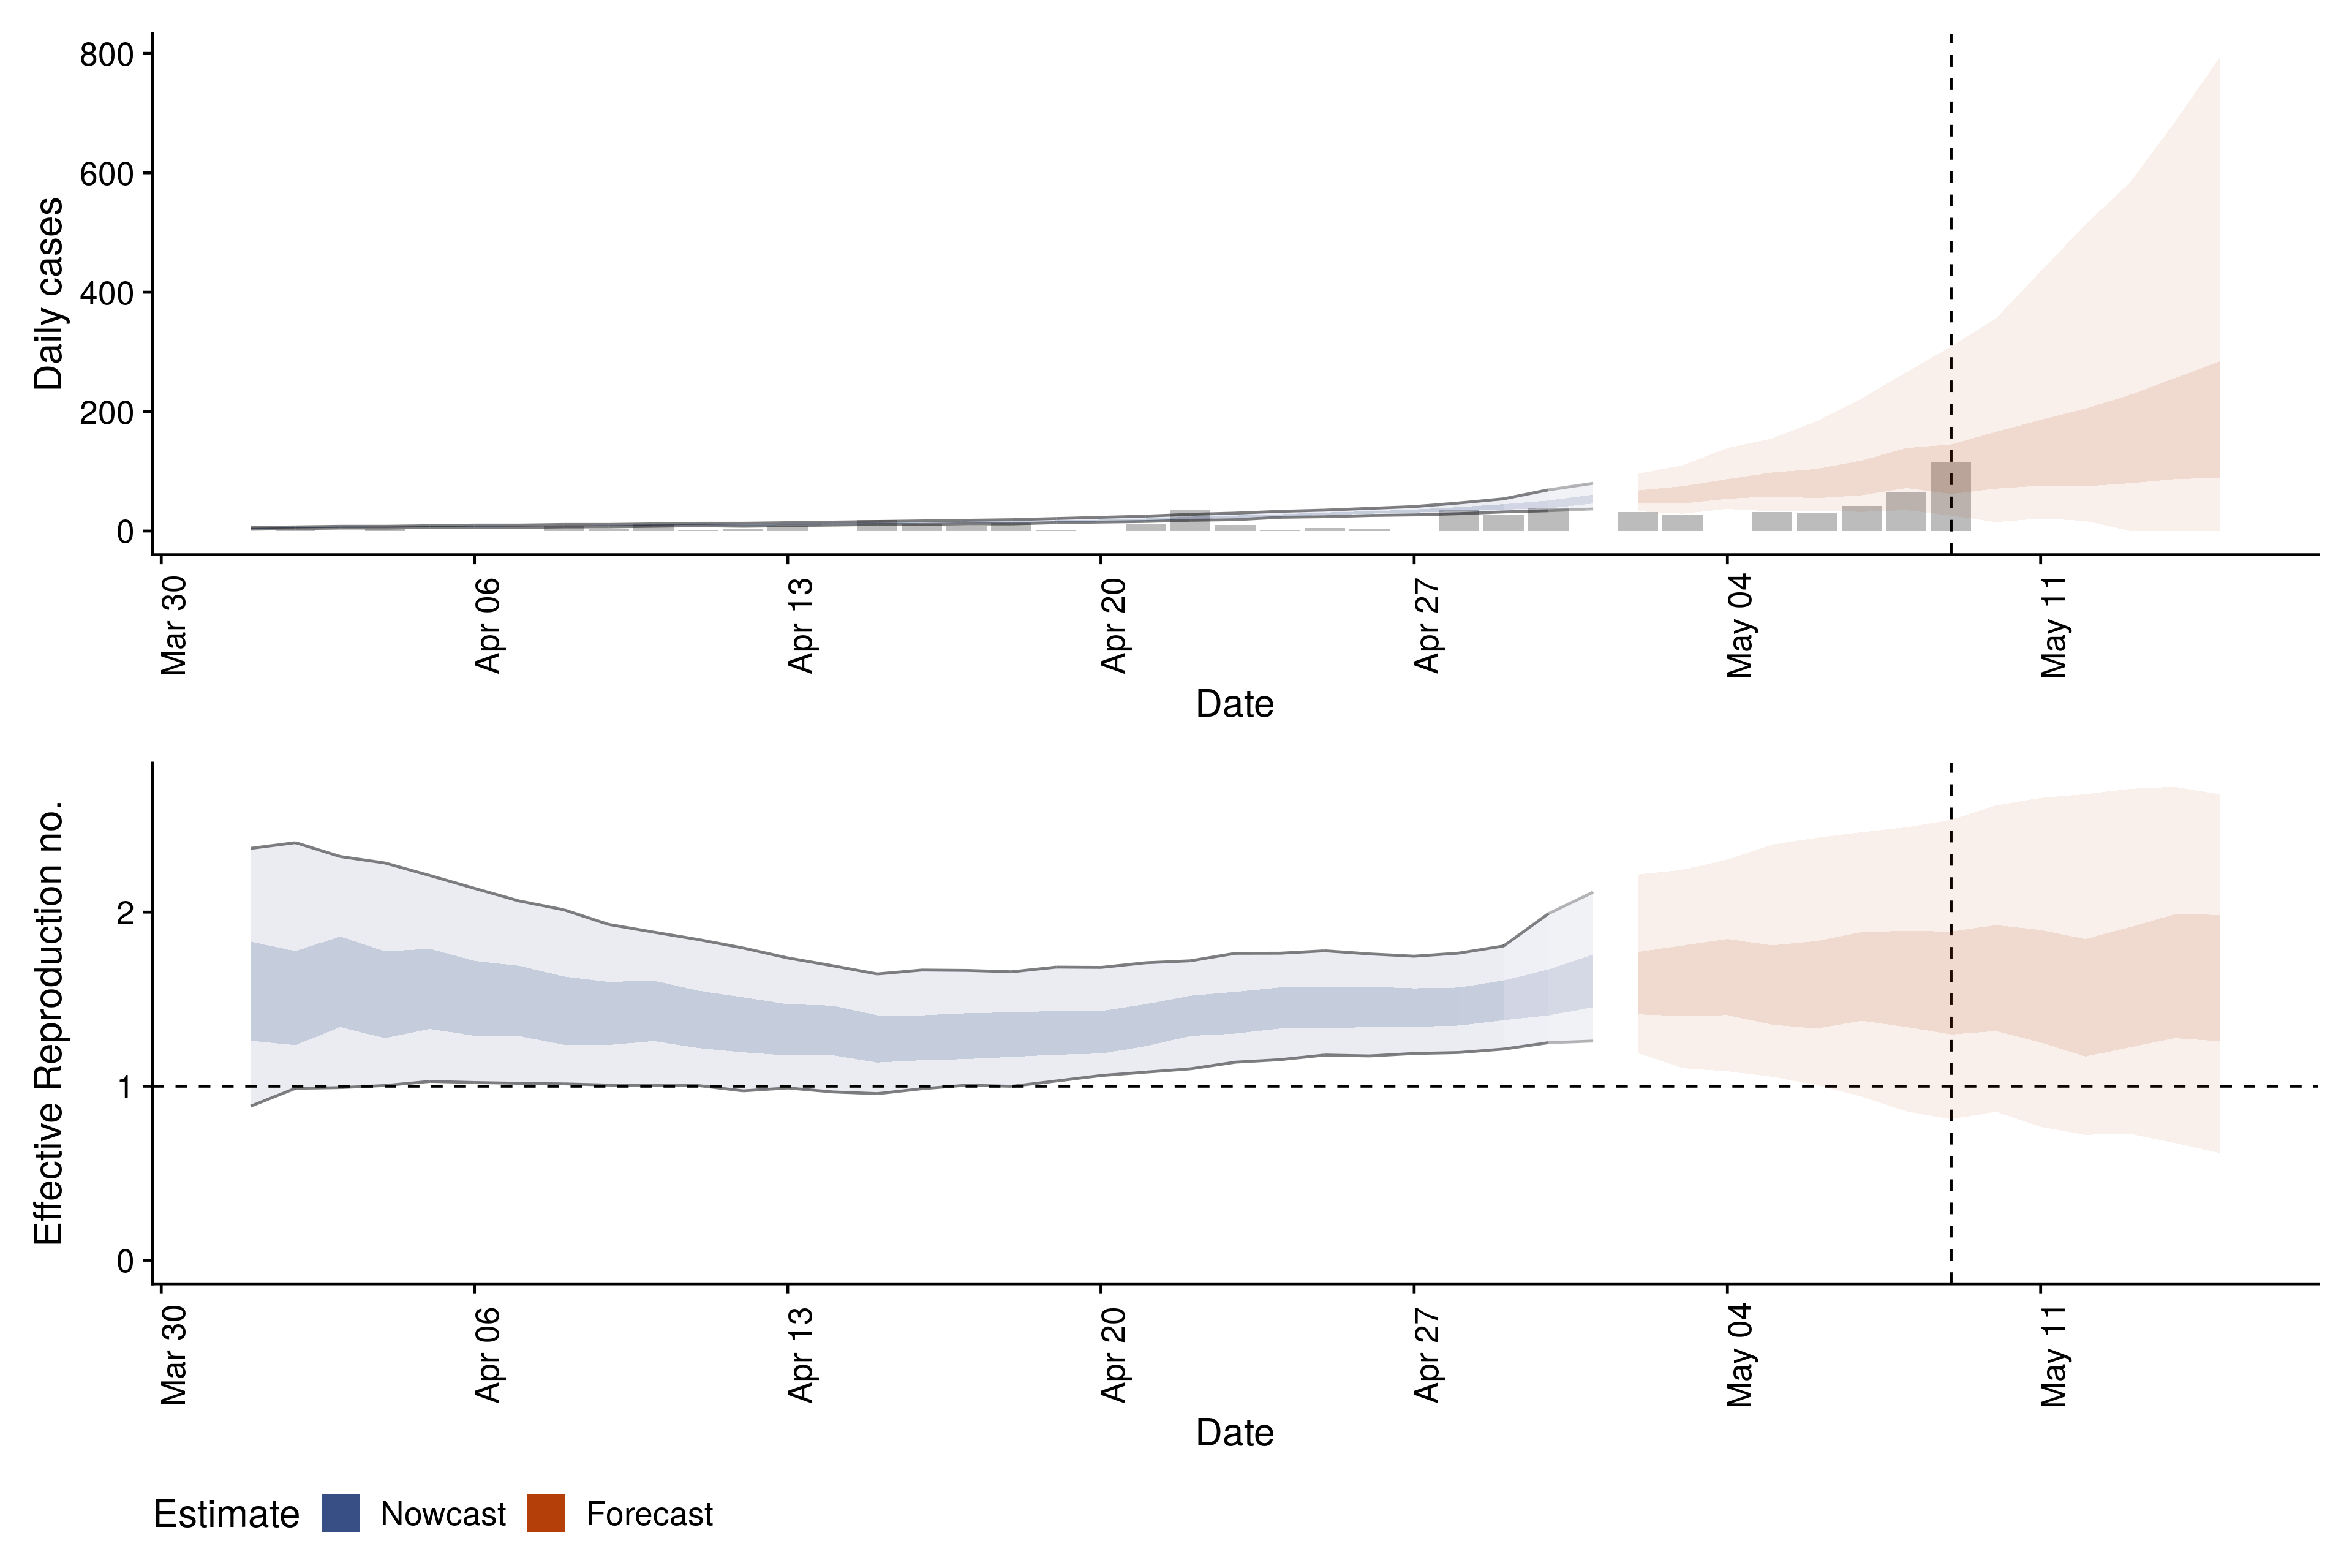 Daily cases
800
600
400
200
0
Mar 30
Apr 06
Apr 13
Apr 20
Apr 27
May 04
May 11
Date
Effective Reproduction no.
2
1
0
Mar 30
Apr 06
Apr 13
Apr 20
Apr 27
May 04
May 11
Date
Estimate Nowcast Forecast